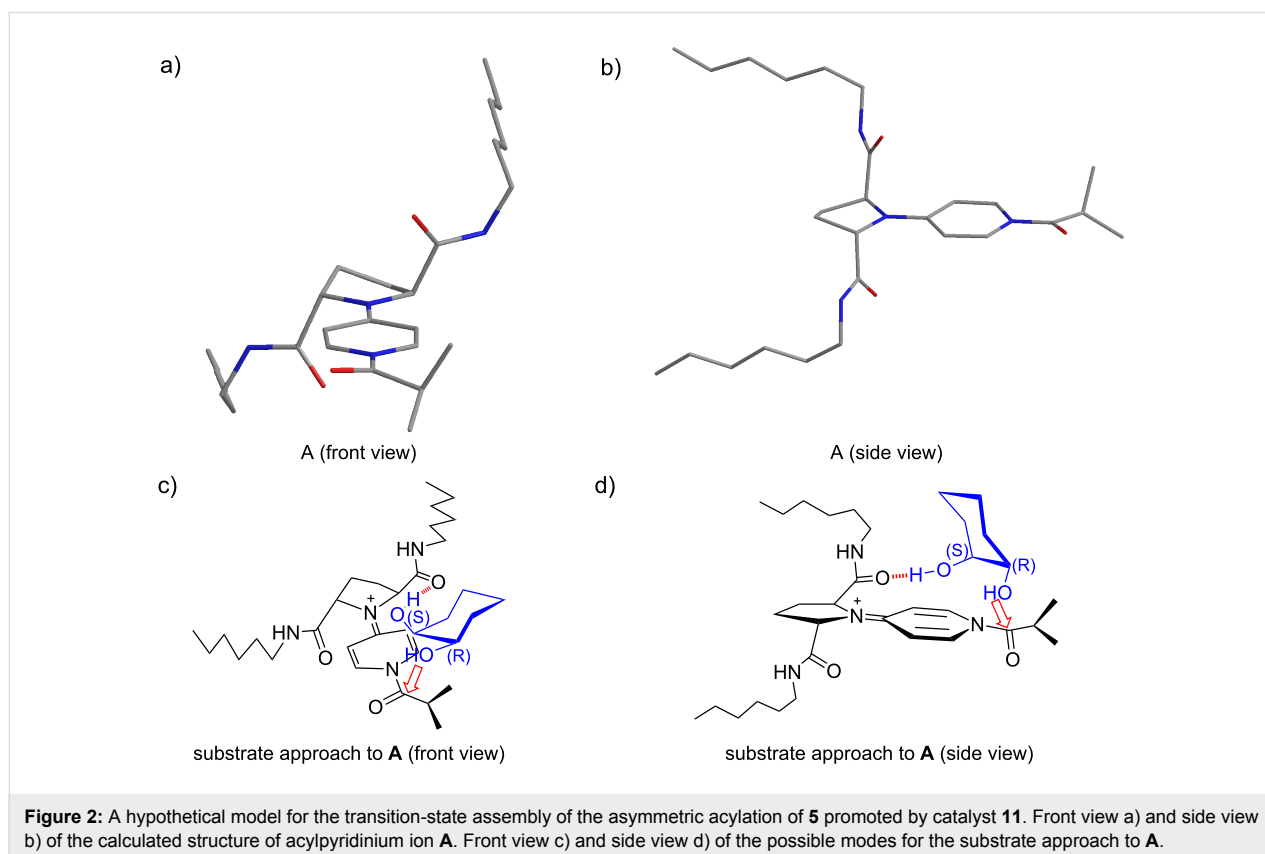 a)
b)
A (front view)
A (side view)
c)
d)
HN
O
H
+
O
(S)
N
HN
O
HO
(R)
N
O
substrate approach to A (front view)
HN
O
H
O
(S)
(R)
HO
+
N
N
O
HN
O
substrate approach to A (side view)
Figure 2: A hypothetical model for the transition-state assembly of the asymmetric acylation of 5 promoted by catalyst 11. Front view a) and side view
b) of the calculated structure of acylpyridinium ion A. Front view c) and side view d) of the possible modes for the substrate approach to A.